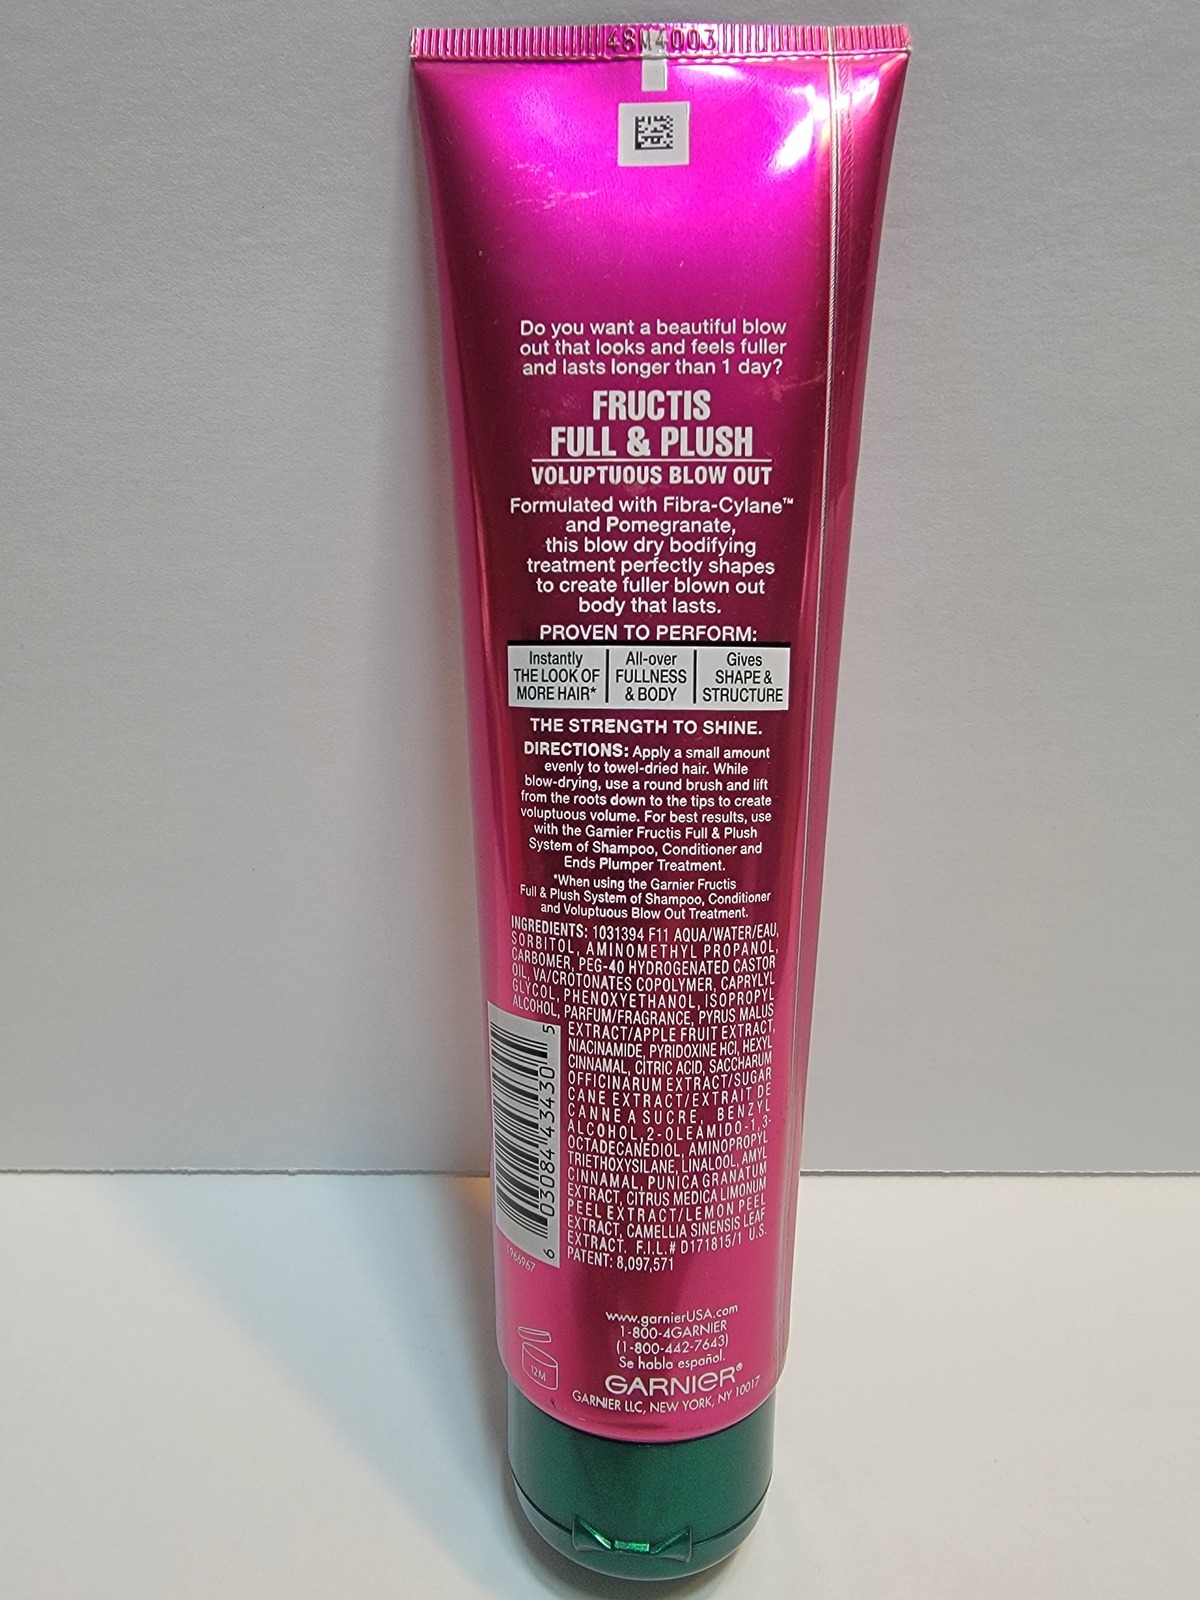 48N4003
Do you want a beautiful blow
out that looks and feels fuller
and lasts longer than 1 day?
FRUCTIS
FULL & PLUSH
VOLUPTUOUS BLOW OUT
Formulated with Fibra-Cylane™
and Pomegranate,
this blow dry bodifying
treatment perfectly shapes
to create fuller blown out
body that lasts.
PROVEN TO PERFORM:
Instantly
THE LOOK OF
MORE HAIR*
All-over
FULLNESS
& BODY
Gives
SHAPE &
STRUCTURE
THE STRENGTH TO SHINE.
DIRECTIONS: Apply a small amount
evenly to towel-dried hair. While
blow-drying, use a round brush and lift
from the roots down to the tips to create
voluptuous volume. For best results, use
with the Garnier Fructis Full & Plush
System of Shampoo, Conditioner and
Ends Plumper Treatment.
*When using the Garnier Fructis
Full & Plush System of Shampoo, Conditioner
and Voluptuous Blow Out Treatment.
INGREDIENTS: 1031394 F11 AQUA/WATER/EAU,
SORBITOL, AMINOMETHYL PROPANOL,
CARBOMER, PEG-40 HYDROGENATED CASTOR
OIL, VA/CROTONATES COPOLYMER, CAPRYLYL
GLYCOL, PHENOXYETHANOL, ISOPROPYL
ALCOHOL, PARFUM/FRAGRANCE, PYRUS MALUS
EXTRACT/APPLE FRUIT EXTRACT,
NIACINAMIDE, PYRIDOXINE HCl, HEXYL
CINNAMAL, CITRIC ACID, SACCHARUM
OFFICINARUM EXTRACT/SUGAR
CANE EXTRACT/EXTRAIT DE
CANNE A SUCRE, BENZYL
ALCOHOL, 2-OLEAMIDO-1,3-
OCTADECANEDIOL, AMINOPROPYL
TRIETHOXYSILANE, LINALOOL, AMYL
CINNAMAL, PUNICA GRANATUM
EXTRACT, CITRUS MEDICA LIMONUM
PEEL EXTRACT/LEMON PEEL
EXTRACT, CAMELLIA SINENSIS LEAF
EXTRACT. F.I.L.# D171815/1 U.S.
PATENT: 8,097,571
6 03084 43430 5
1966967
12M
www.garnierUSA.com
1-800-4GARNIER
(1-800-442-7643)
Se habla español.
GARNIER®
GARNIER LLC, NEW YORK, NY 10017